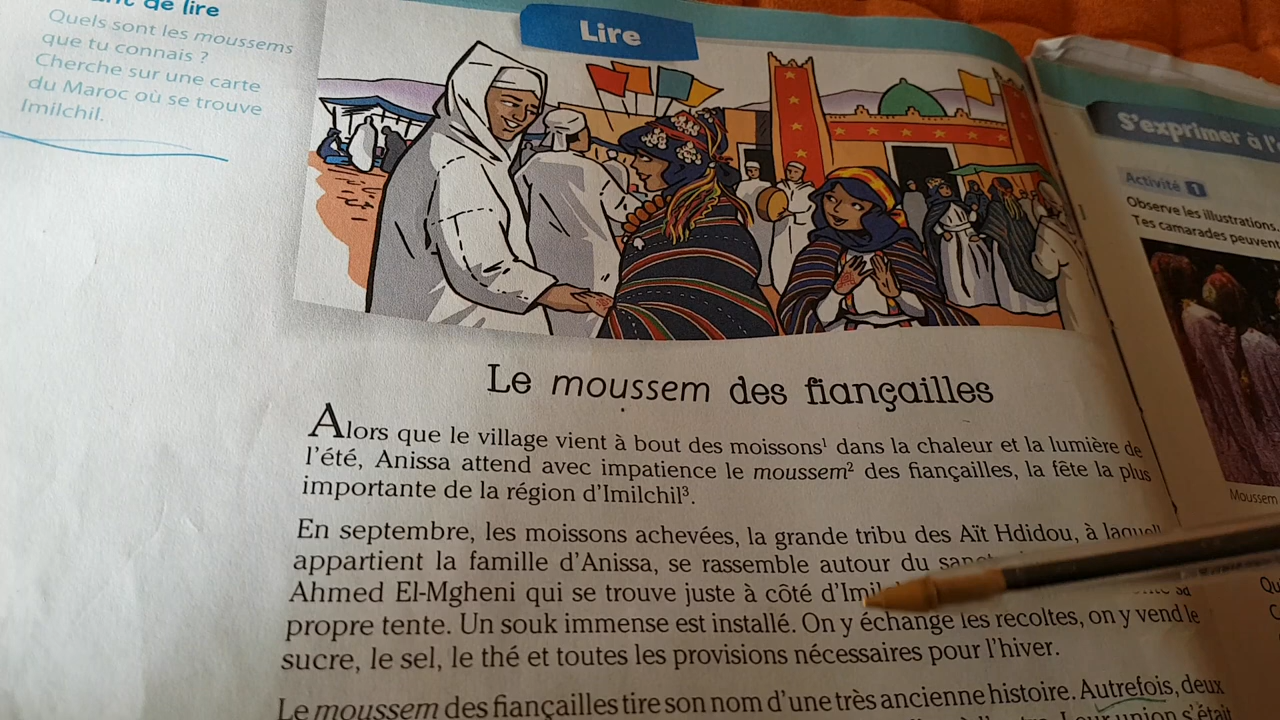 de lire
Quels sont les moussems
que tu connais ?
Cherche sur une carte
du Maroc où se trouve
Imilchil.
Lire
Le moussem des fiançailles
Alors que le village vient à bout des moissons¹ dans la chaleur et la lumière de
l'été, Anissa attend avec impatience le moussem² des fiançailles, la fête la plus
importante de la région d'Imilchil³.
En septembre, les moissons achevées, la grande tribu des Aït Hdidou, à
appartient la famille d'Anissa, se rassemble autour du
Ahmed El-Mgheni qui se trouve juste à côté sa
propre tente. Un souk immense est installé. On y échange les recoltes, on y vend le
sucre, le sel, le thé et toutes les provisions nécessaires pour l'hiver.
Le moussem des fiançailles tire son nom d'une très ancienne histoire. Autrefois, deux
union s'était
S'exprimer à
Activité 1
Observe les illustrations.
Tes camarades peuvent
Moussem